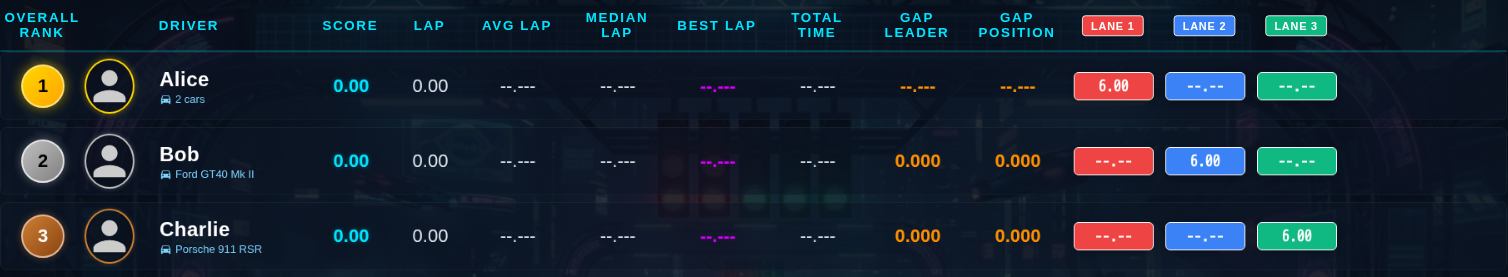 OVERALL RANK DRIVER SCORE LAP AVG LAP MEDIAN LAP BEST LAP TOTAL TIME GAP LEADER GAP POSITION LANE 1 LANE 2 LANE 3
1 Alice 0.00 0.00 --.--- --.--- --.--- --.--- --.--- --.--- 6.00 --.-- --.--
2 cars
2 Bob 0.00 0.00 --.--- --.--- --.--- --.--- 0.000 0.000 --.-- 6.00 --.--
Ford GT40 Mk II
3 Charlie 0.00 0.00 --.--- --.--- --.--- --.--- 0.000 0.000 --.-- --.-- 6.00
Porsche 911 RSR